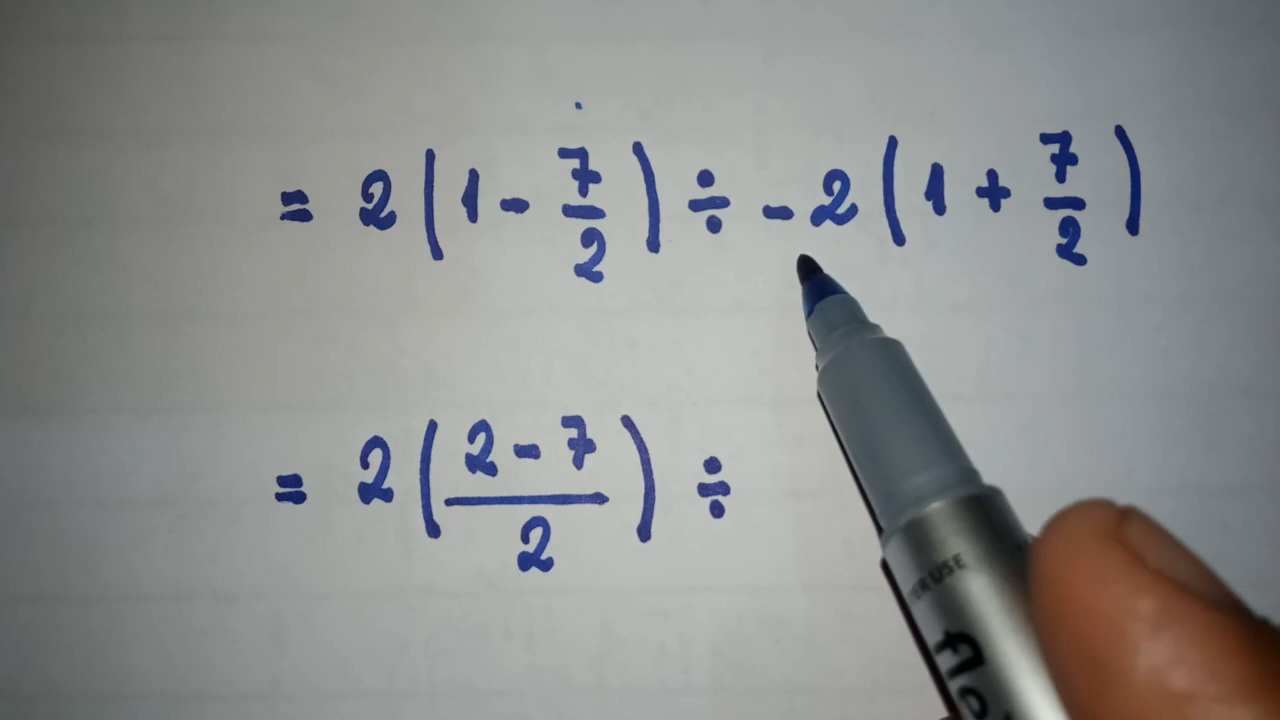 = 2 ( 1 - 7/2 ) ÷ - 2 ( 1 + 7/2 )
= 2 ( (2 - 7)/2 ) ÷